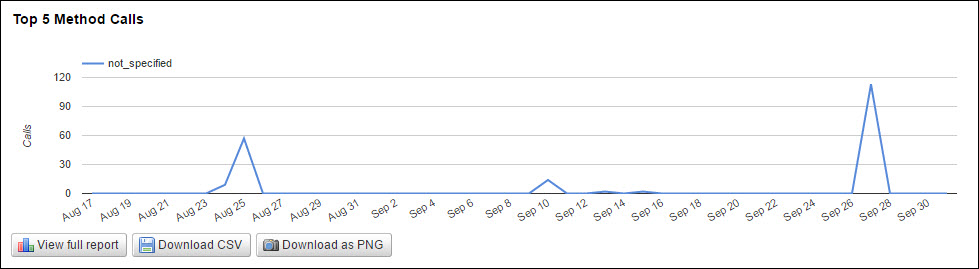 Top 5 Method Calls
not_specified
120
90
60
30
0
Calls
Aug 17 Aug 19 Aug 21 Aug 23 Aug 25 Aug 27 Aug 29 Aug 31 Sep 2 Sep 4 Sep 6 Sep 8 Sep 10 Sep 12 Sep 14 Sep 16 Sep 18 Sep 20 Sep 22 Sep 24 Sep 26 Sep 28 Sep 30
View full report Download CSV Download as PNG